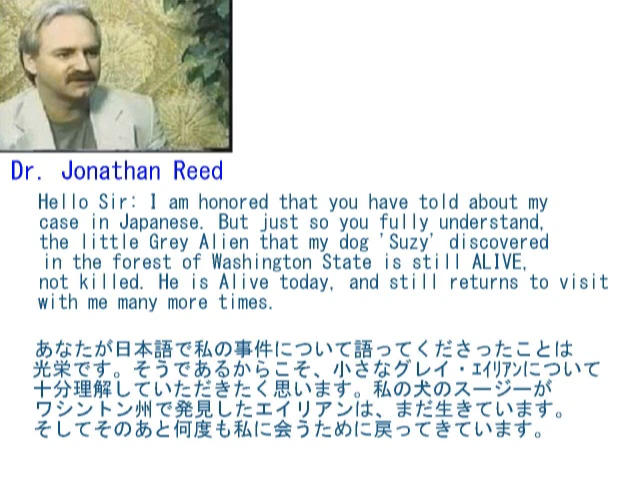 Dr. Jonathan Reed
Hello Sir: I am honored that you have told about my
case in Japanese. But just so you fully understand,
the little Grey Alien that my dog 'Suzy' discovered
in the forest of Washington State is still ALIVE,
not killed. He is Alive today, and still returns to visit
with me many more times.
あなたが日本語で私の事件について語ってくださったことは
光栄です。そうであるからこそ、小さなグレイ・ｴｲﾘｱﾝについて
十分理解していただきたく思います。私の犬のスージーが
ワシントン州で発見したエイリアンは、まだ生きています。
そしてそのあと何度も私に会うために戻ってきています。